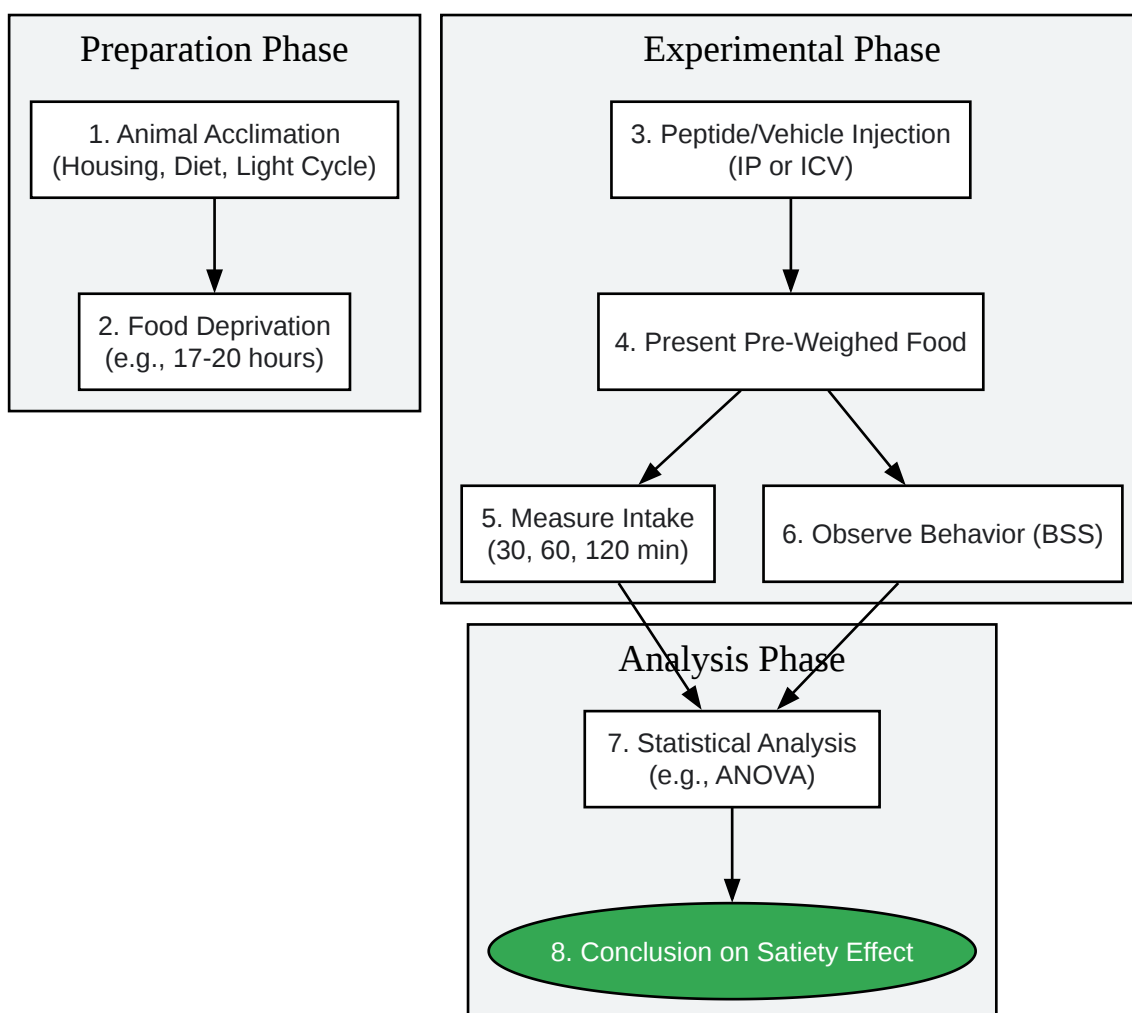 Preparation Phase
1. Animal Acclimation
(Housing, Diet, Light Cycle)
2. Food Deprivation
(e.g., 17-20 hours)
Experimental Phase
3. Peptide/Vehicle Injection
(IP or ICV)
4. Present Pre-Weighed Food
5. Measure Intake
(30, 60, 120 min)
6. Observe Behavior (BSS)
Analysis Phase
7. Statistical Analysis
(e.g., ANOVA)
8. Conclusion on Satiety Effect